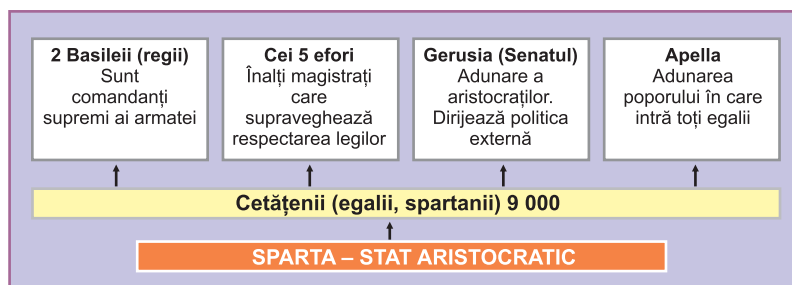 2 Basileii (regii)
Sunt
comandanți
supremi ai armatei
Cei 5 efori
Înalți magistrați
care
supraveghează
respectarea legilor
Gerusia (Senatul)
Adunare a
aristocraților.
Dirijează politica
externă
Apella
Adunarea
poporului în care
intră toți egalii
Cetățenii (egalii, spartanii) 9 000
SPARTA – STAT ARISTOCRATIC